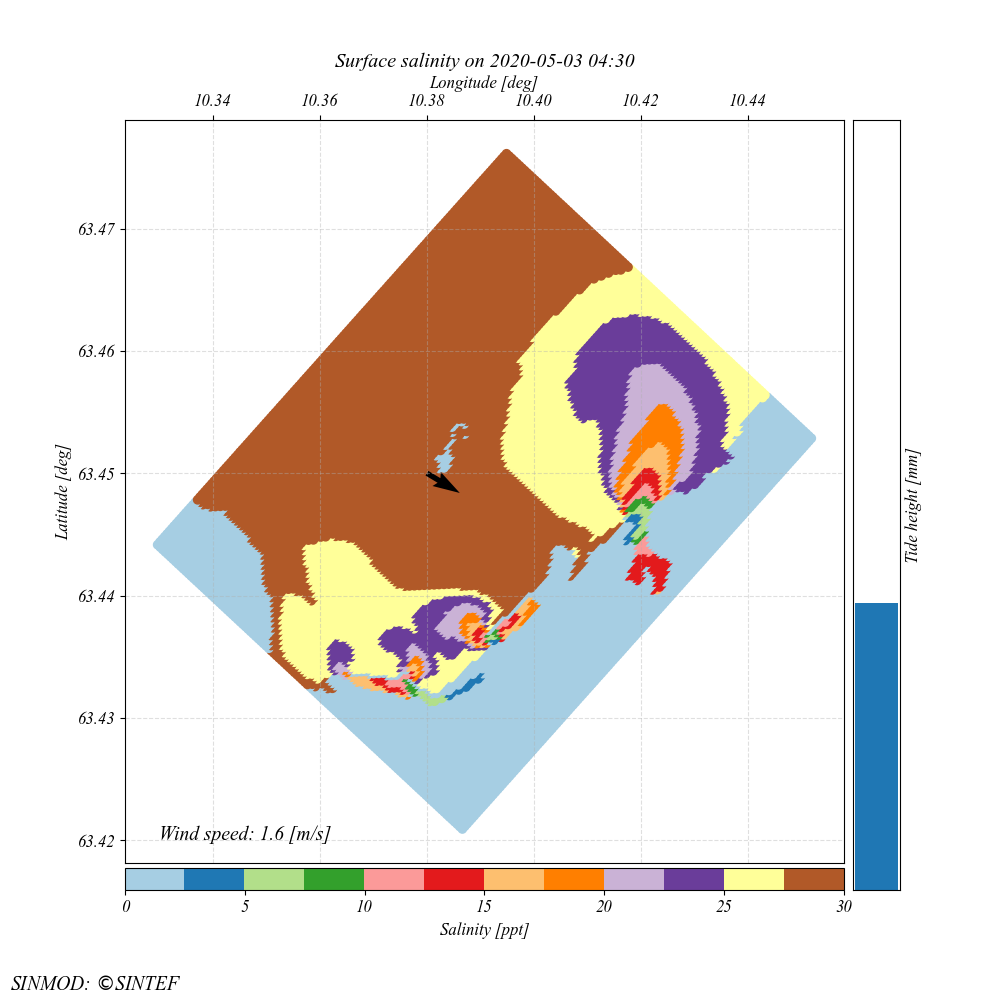 Surface salinity on 2020-05-03 04:30
Longitude [deg]
10.34 10.36 10.38 10.40 10.42 10.44
63.47
63.46
63.45
63.44
63.43
63.42
Latitude [deg]
Tide height [mm]
Wind speed: 1.6 [m/s]
0 5 10 15 20 25 30
Salinity [ppt]
SINMOD: ©SINTEF